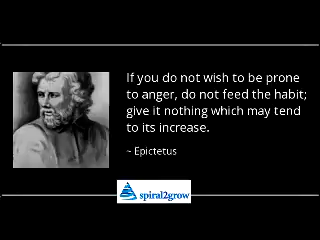 If you do not wish to be prone
to anger, do not feed the habit;
give it nothing which may tend
to its increase.
~ Epictetus
spiral2grow